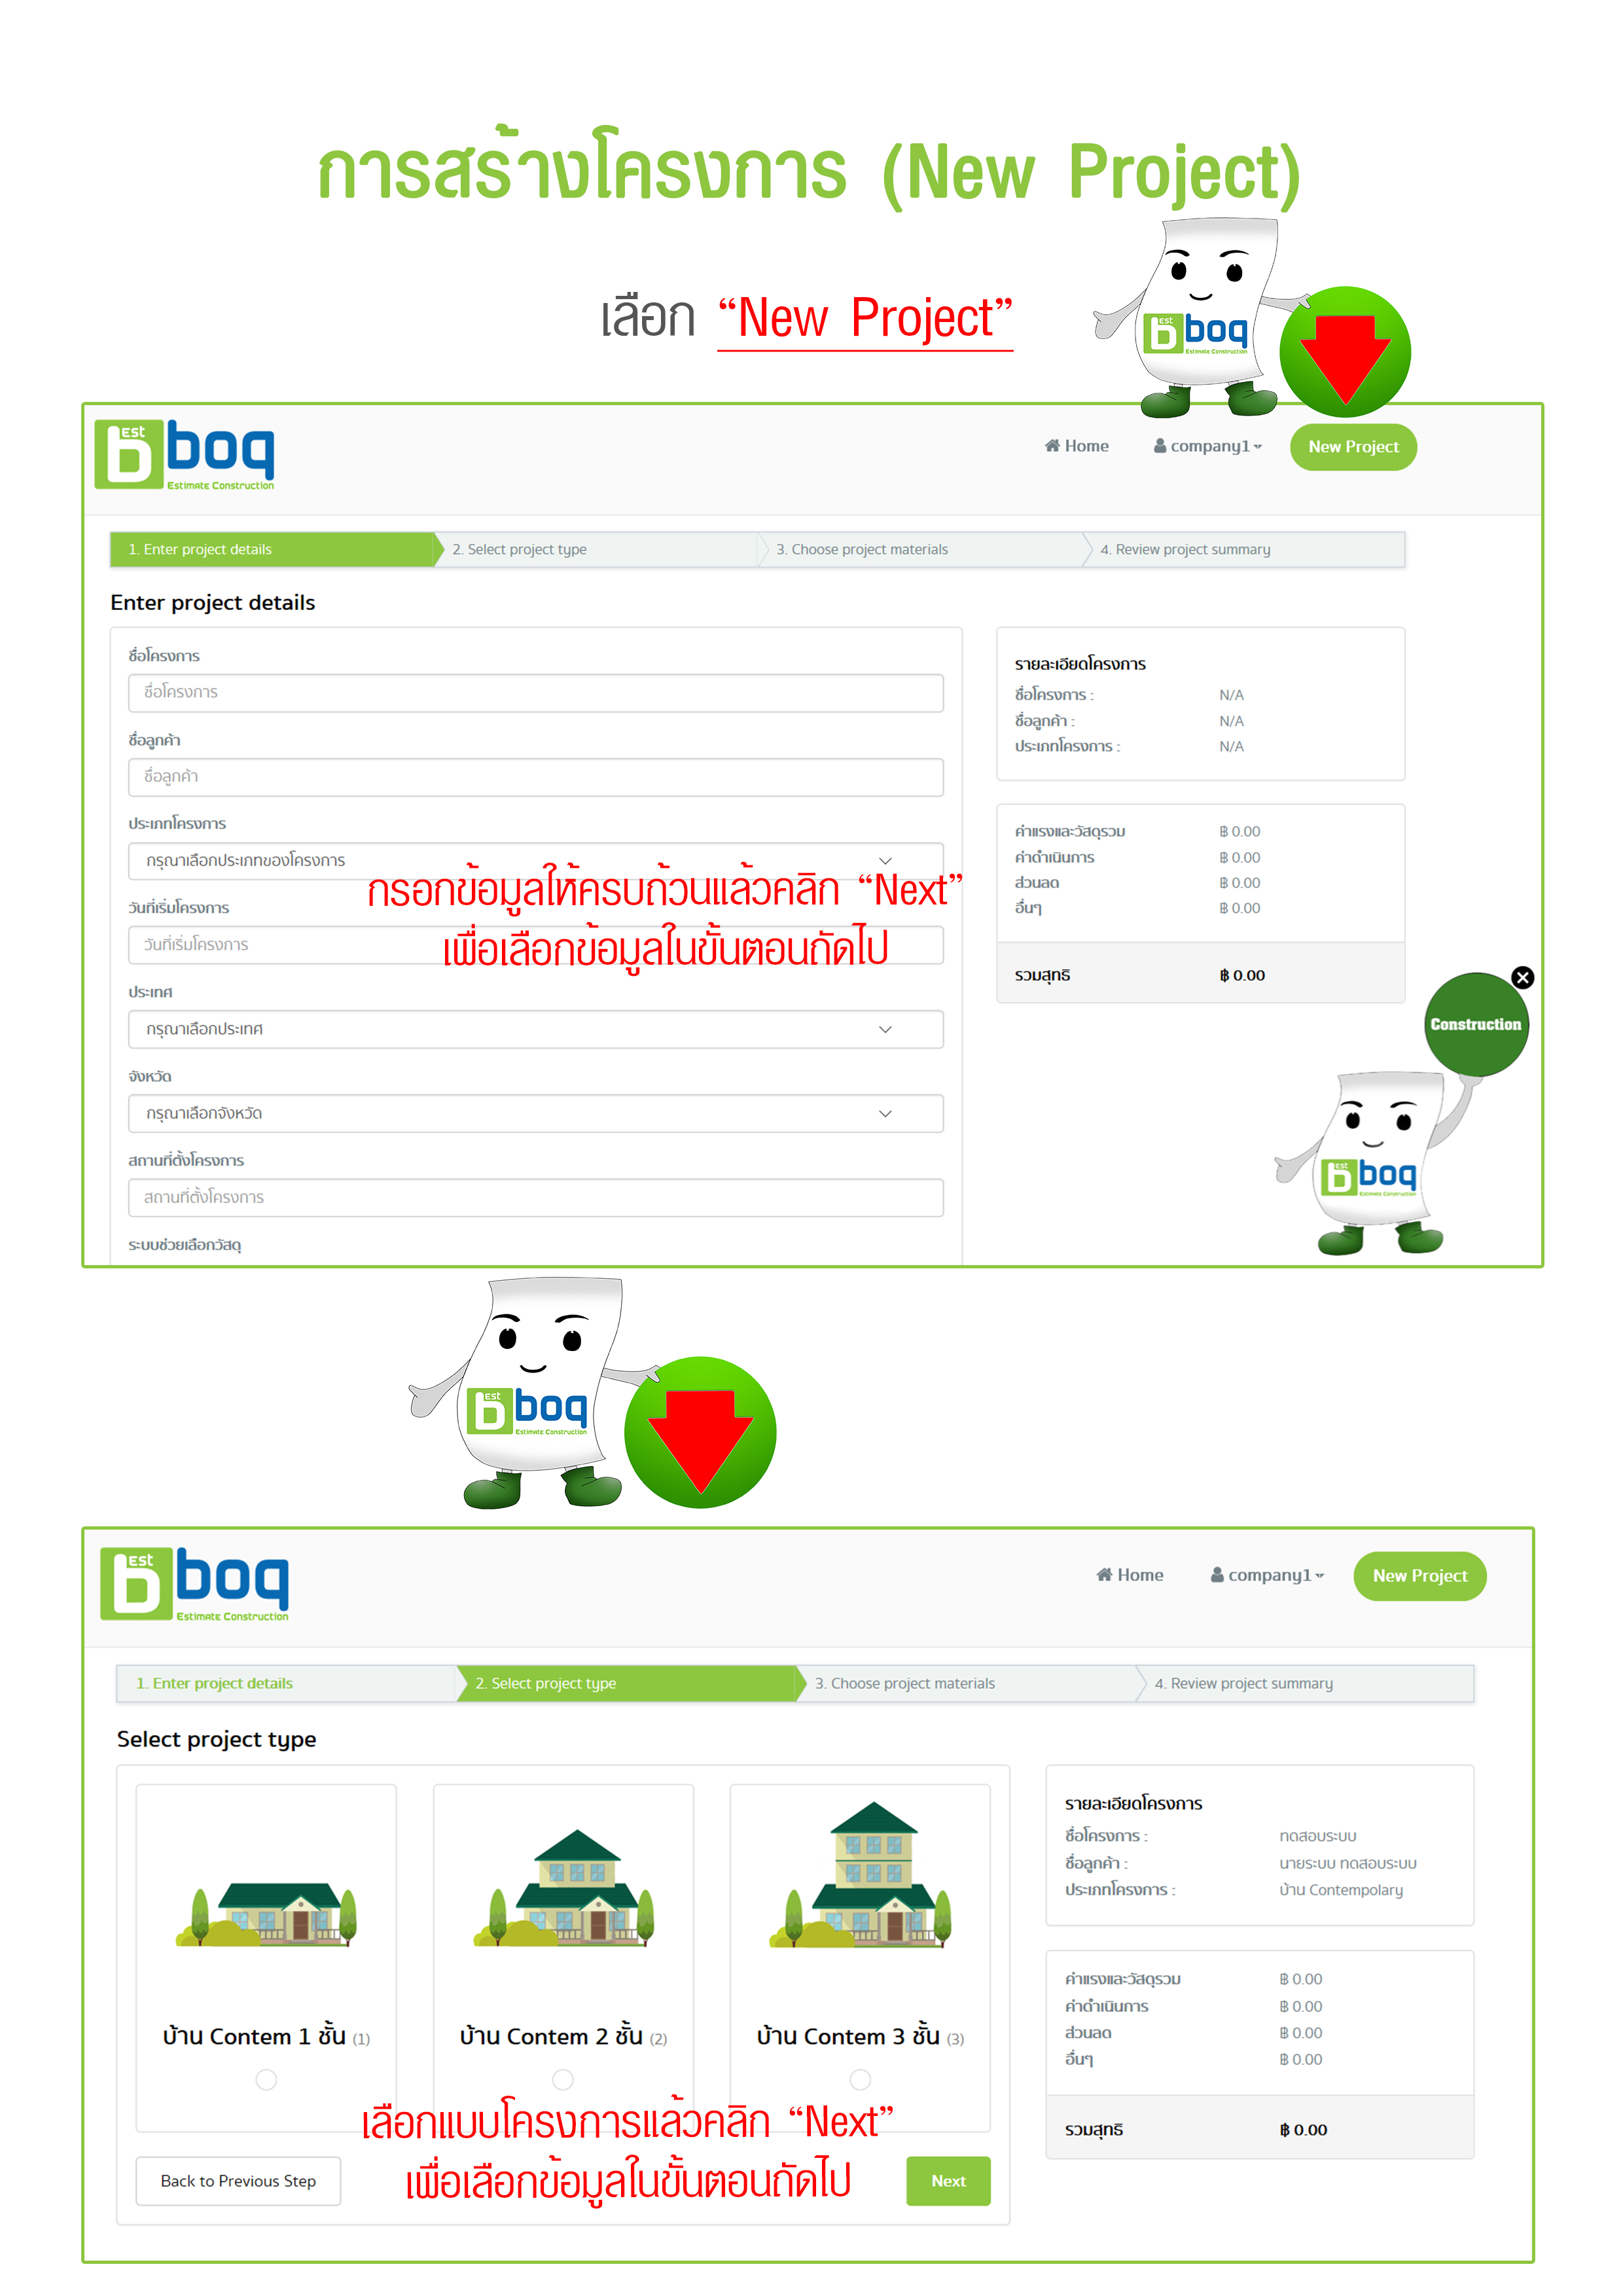 การสร้างโครงการ (New Project)
เลือก “New Project”
EST
boq
Estimate Construction
EST
boq
Estimate Construction
Home
company1
New Project
1. Enter project details
2. Select project type
3. Choose project materials
4. Review project summary
Enter project details
ชื่อโครงการ
ชื่อโครงการ
ชื่อลูกค้า
ชื่อลูกค้า
ประเภทโครงการ
กรุณาเลือกประเภทของโครงการ
กรอกข้อมูลให้ครบถ้วนแล้วคลิก “Next”
วันที่เริ่มโครงการ
วันที่เริ่มโครงการ
เพื่อเลือกข้อมูลในขั้นตอนถัดไป
ประเทศ
กรุณาเลือกประเทศ
จังหวัด
กรุณาเลือกจังหวัด
สถานที่ตั้งโครงการ
สถานที่ตั้งโครงการ
ระบบช่วยเลือกวัสดุ
รายละเอียดโครงการ
ชื่อโครงการ : N/A
ชื่อลูกค้า : N/A
ประเภทโครงการ : N/A
ค่าแรงและวัสดุรวม ฿ 0.00
ค่าดำเนินการ ฿ 0.00
ส่วนลด ฿ 0.00
อื่นๆ ฿ 0.00
รวมสุทธิ ฿ 0.00
Construction
EST
boq
Estimate Construction
EST
boq
Estimate Construction
EST
boq
Estimate Construction
Home
company1
New Project
1. Enter project details
2. Select project type
3. Choose project materials
4. Review project summary
Select project type
บ้าน Contem 1 ชั้น (1)
บ้าน Contem 2 ชั้น (2)
บ้าน Contem 3 ชั้น (3)
เลือกแบบโครงการแล้วคลิก “Next”
เพื่อเลือกข้อมูลในขั้นตอนถัดไป
Back to Previous Step
Next
รายละเอียดโครงการ
ชื่อโครงการ : ทดสอบระบบ
ชื่อลูกค้า : นายระบบ ทดสอบระบบ
ประเภทโครงการ : บ้าน Contempolary
ค่าแรงและวัสดุรวม ฿ 0.00
ค่าดำเนินการ ฿ 0.00
ส่วนลด ฿ 0.00
อื่นๆ ฿ 0.00
รวมสุทธิ ฿ 0.00